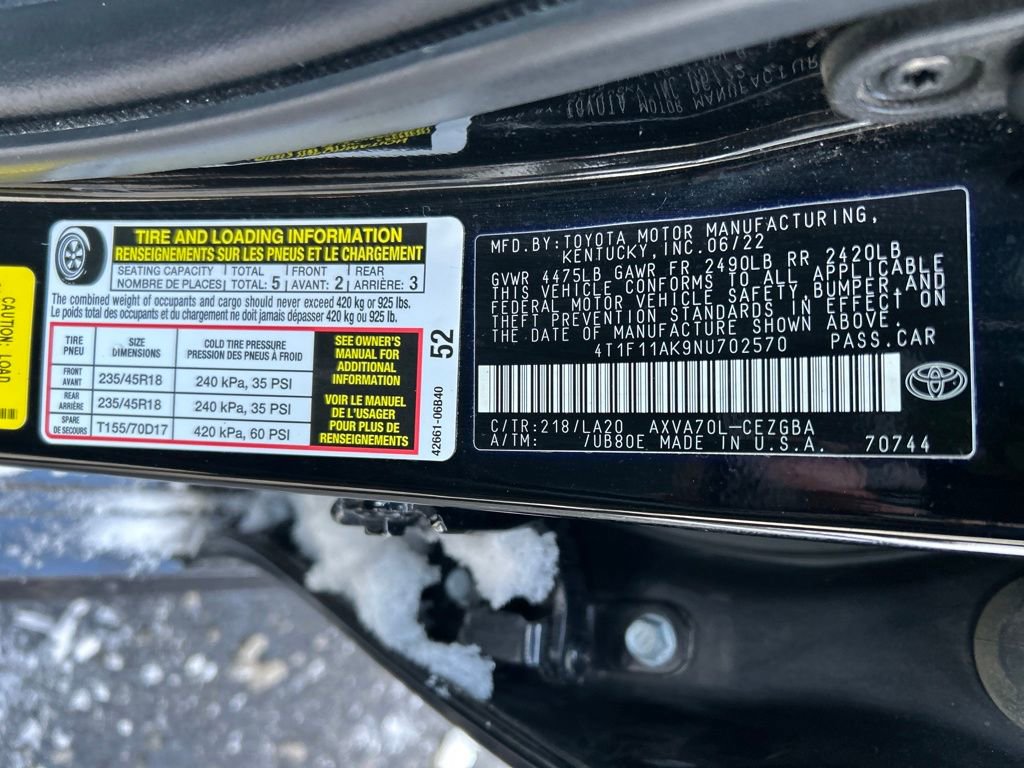 CAUTION: LOAD
TIRE AND LOADING INFORMATION
RENSEIGNEMENTS SUR LES PNEUS ET LE CHARGEMENT
SEATING CAPACITY TOTAL FRONT REAR
NOMBRE DE PLACES TOTAL: 5 AVANT: 2 ARRIÈRE: 3
The combined weight of occupants and cargo should never exceed 420 kg or 925 lbs.
Le poids total des occupants et du chargement ne doit jamais dépasser 420 kg ou 925 lb.
TIRE SIZE COLD TIRE PRESSURE
PNEU DIMENSIONS PRESSION DES PNEUS À FROID
FRONT
AVANT 235/45R18 240 kPa, 35 PSI
REAR
ARRIÈRE 235/45R18 240 kPa, 35 PSI
SPARE
DE SECOURS T155/70D17 420 kPa, 60 PSI
SEE OWNER'S
MANUAL FOR
ADDITIONAL
INFORMATION
VOIR LE MANUEL
DE L'USAGER
POUR PLUS DE
RENSEIGNEMENTS
52
42661-06B40
MFD.BY:TOYOTA MOTOR MANUFACTURING,
KENTUCKY, INC.06/22
GVWR 4475LB GAWR FR 2490LB RR 2420LB
THIS VEHICLE CONFORMS TO ALL APPLICABLE
FEDERAL MOTOR VEHICLE SAFETY, BUMPER,AND
THEFT PREVENTION STANDARDS IN EFFECT ON
THE DATE OF MANUFACTURE SHOWN ABOVE.
4T1F11AK9NU702570 PASS.CAR
C/TR:218/LA20 AXVA70L-CEZGBA
A/TM: /UB80E MADE IN U.S.A. 70744